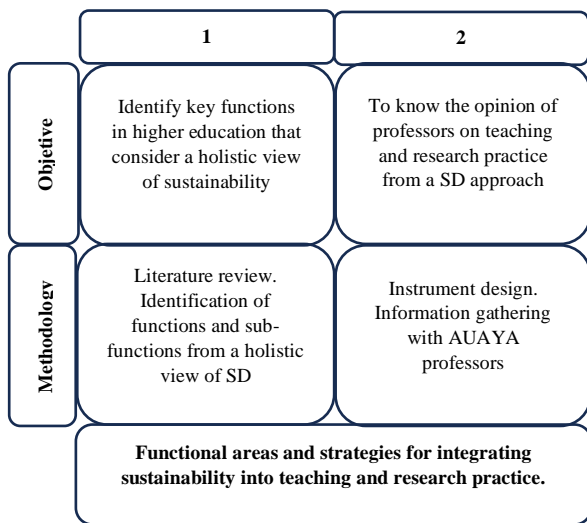 1
2
Objetive
Identify key functions
in higher education that
consider a holistic view
of sustainability
To know the opinion of
professors on teaching
and research practice
from a SD approach
Methodology
Literature review.
Identification of
functions and sub-
functions from a holistic
view of SD
Instrument design.
Information gathering
with AUAYA
professors
Functional areas and strategies for integrating
sustainability into teaching and research practice.